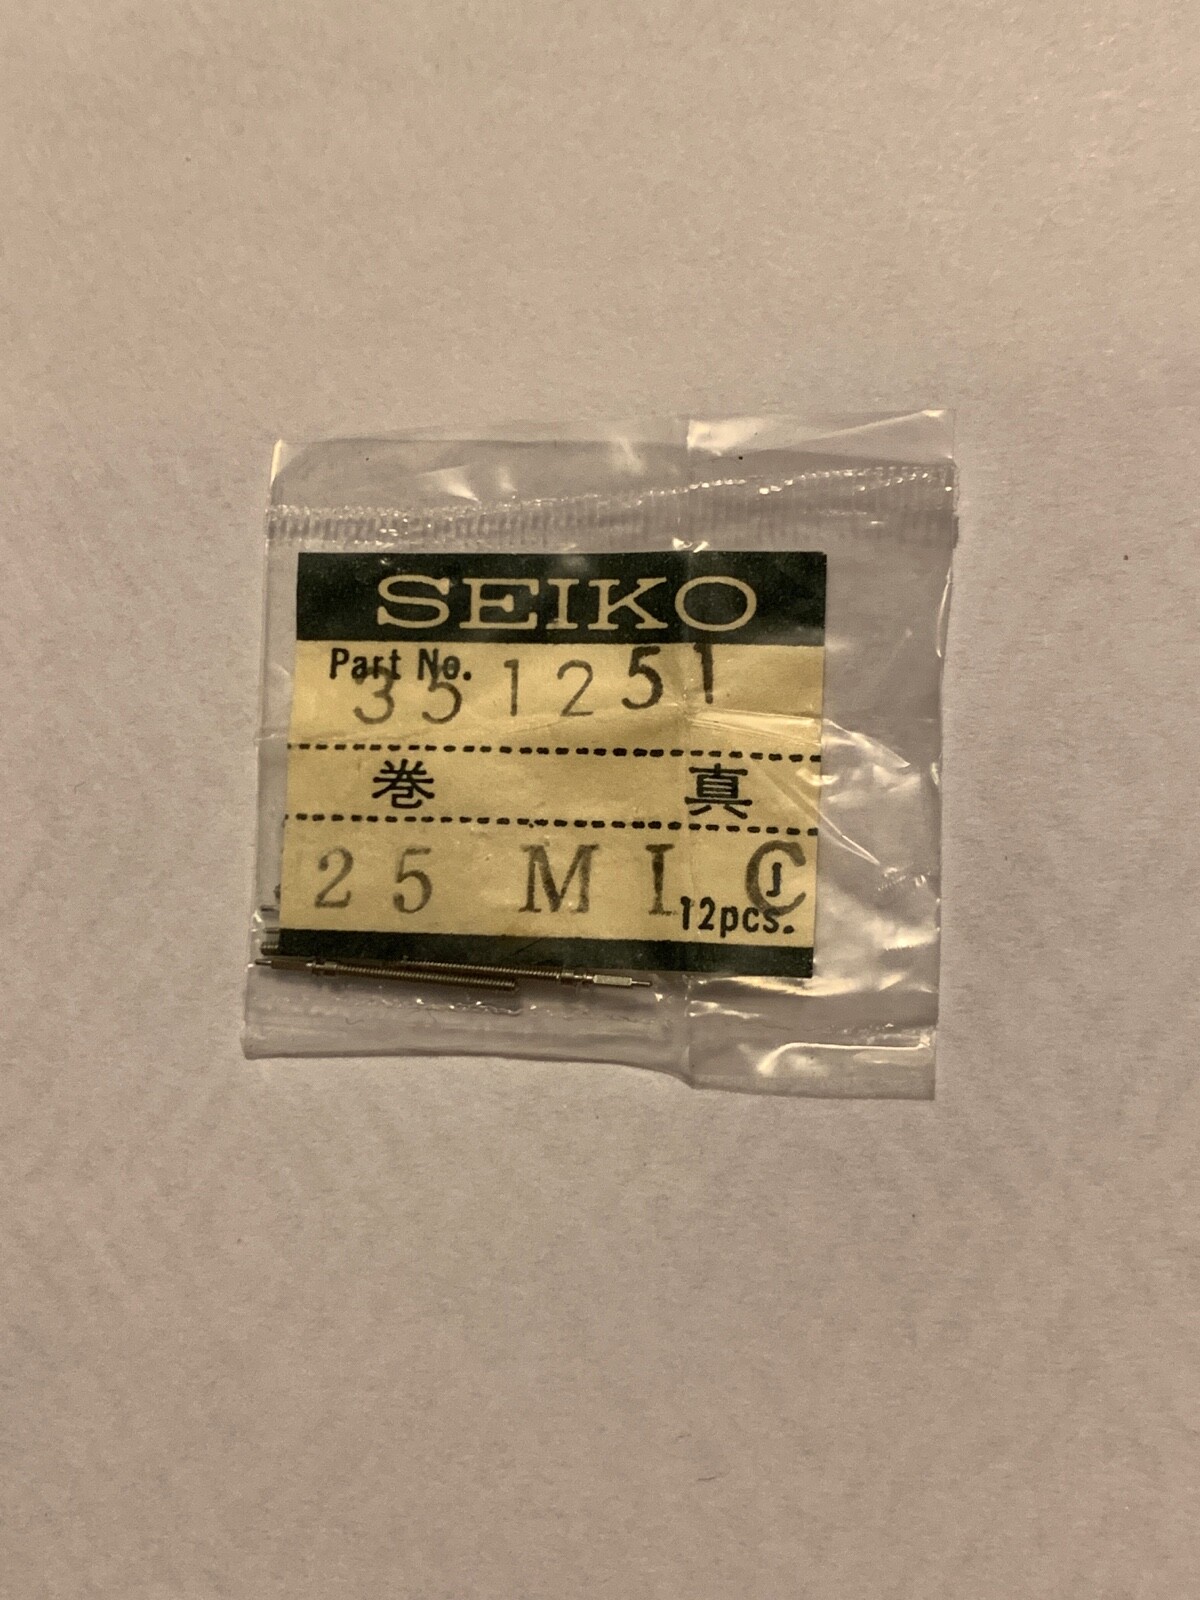 SEIKO
Part No. 351251
巻 真
25 MIC
J
12pcs.